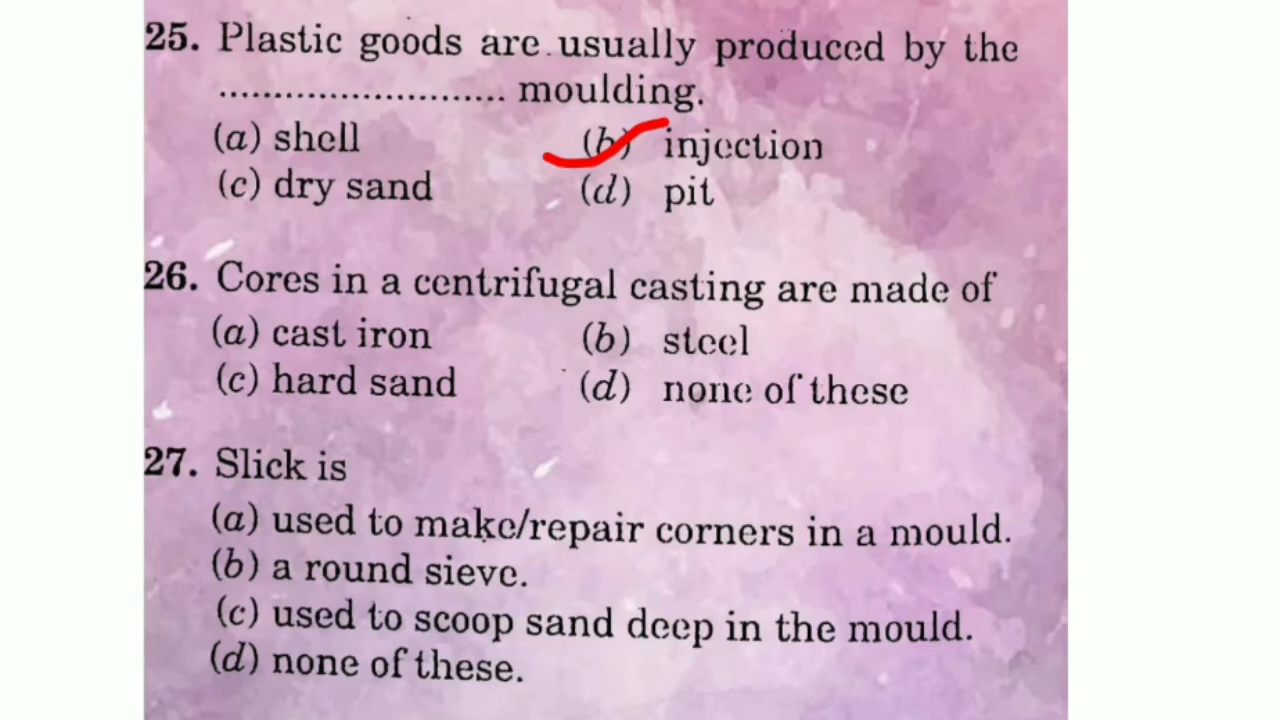 25. Plastic goods are usually produced by the
.......................... moulding.
(a) shell (b) injection
(c) dry sand (d) pit
26. Cores in a centrifugal casting are made of
(a) cast iron (b) steel
(c) hard sand (d) none of these
27. Slick is
(a) used to make/repair corners in a mould.
(b) a round sieve.
(c) used to scoop sand deep in the mould.
(d) none of these.